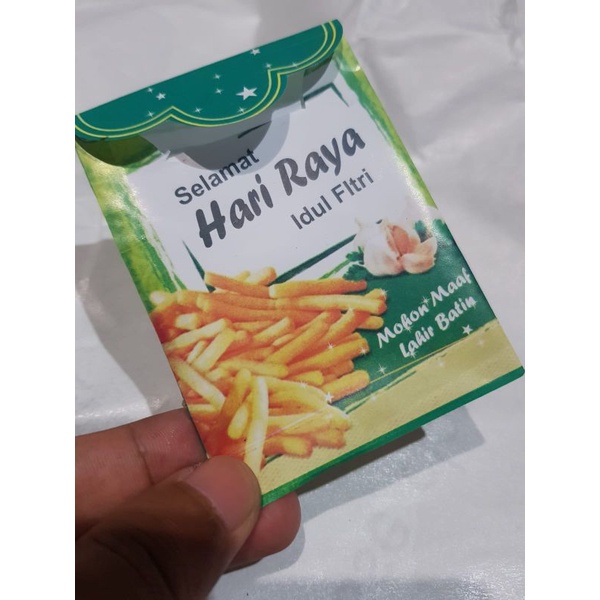 Selamat
Hari Raya
Idul FItri
Mohon Maaf
Lahir Batin